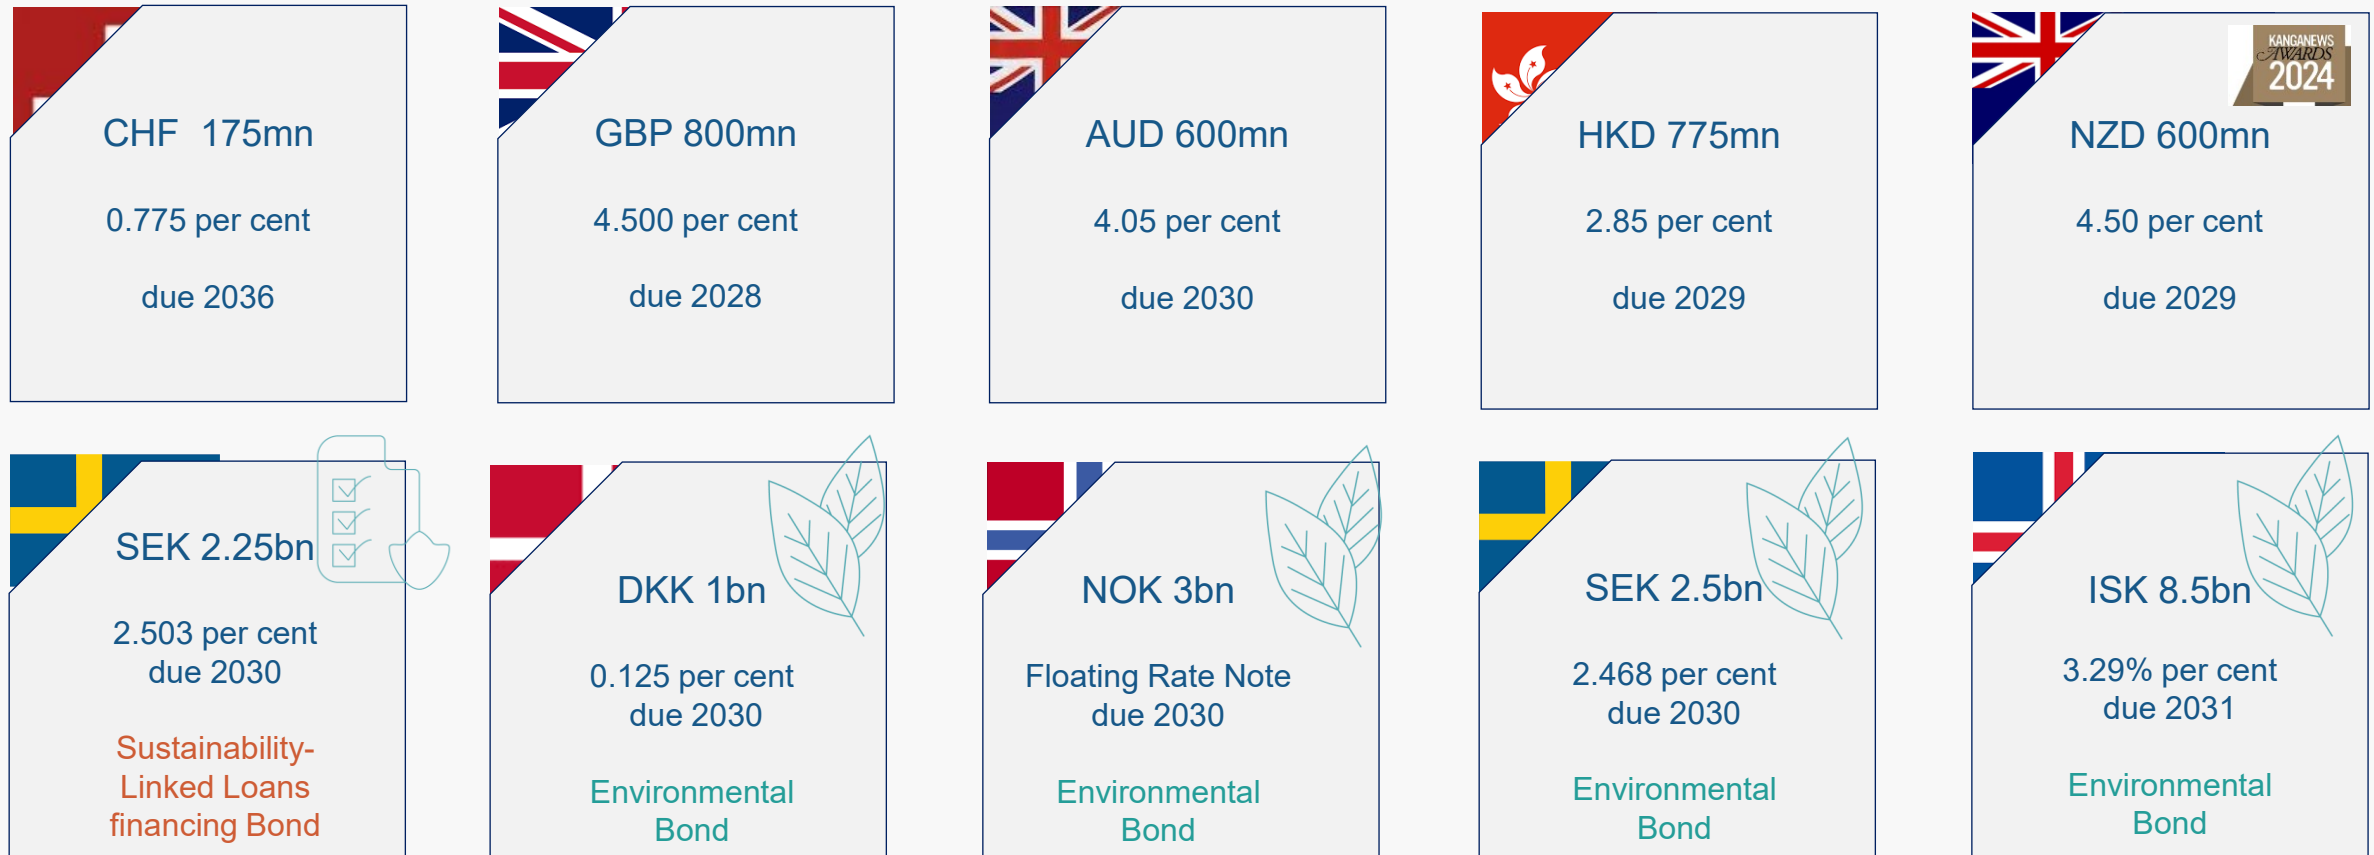 CHF  175mn
0.775 per cent
due 2036
GBP 800mn
4.500 per cent
due 2028
AUD 600mn
4.05 per cent
due 2030
HKD 775mn
2.85 per cent
due 2029
KANGANEWS
AWARDS
2024
NZD 600mn
4.50 per cent
due 2029
SEK 2.25bn
2.503 per cent
due 2030
Sustainability-
Linked Loans
financing Bond
DKK 1bn
0.125 per cent
due 2030
Environmental
Bond
NOK 3bn
Floating Rate Note
due 2030
Environmental
Bond
SEK 2.5bn
2.468 per cent
due 2030
Environmental
Bond
ISK 8.5bn
3.29% per cent
due 2031
Environmental
Bond